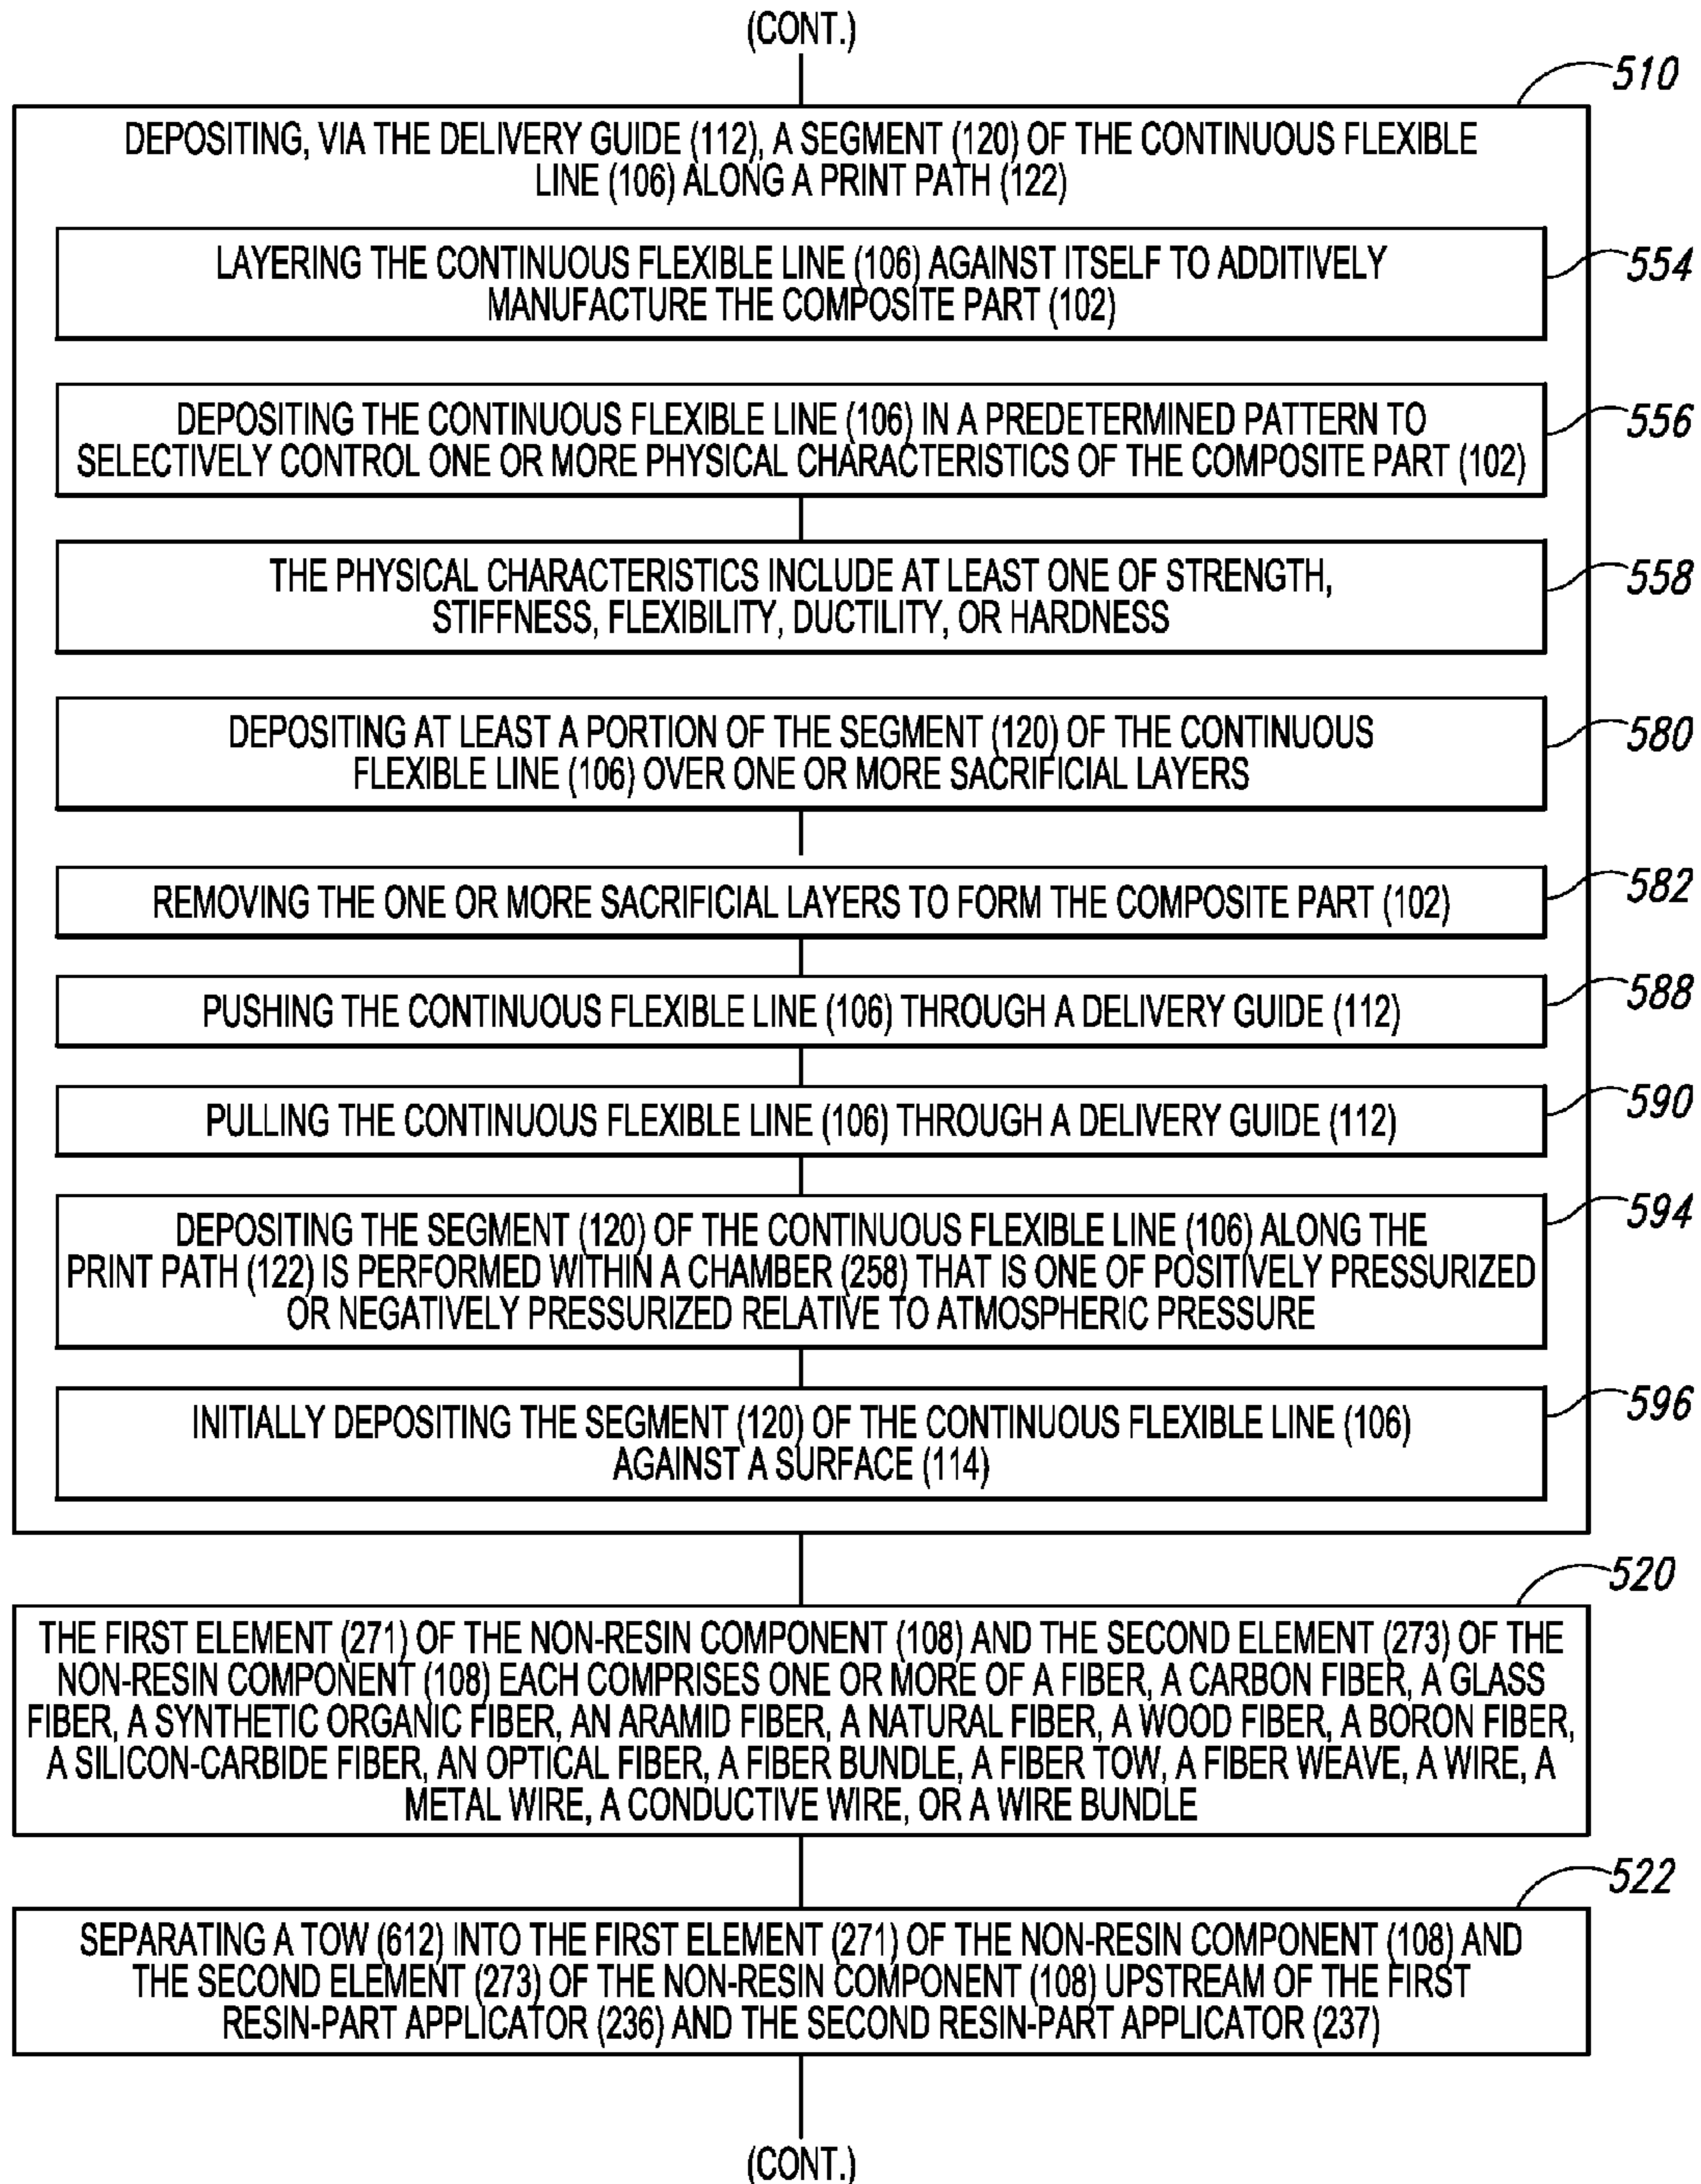 (CONT.)
510
DEPOSITING, VIA THE DELIVERY GUIDE (112), A SEGMENT (120) OF THE CONTINUOUS FLEXIBLE
LINE (106) ALONG A PRINT PATH (122)
LAYERING THE CONTINUOUS FLEXIBLE LINE (106) AGAINST ITSELF TO ADDITIVELY
MANUFACTURE THE COMPOSITE PART (102)
554
DEPOSITING THE CONTINUOUS FLEXIBLE LINE (106) IN A PREDETERMINED PATTERN TO
SELECTIVELY CONTROL ONE OR MORE PHYSICAL CHARACTERISTICS OF THE COMPOSITE PART (102)
556
THE PHYSICAL CHARACTERISTICS INCLUDE AT LEAST ONE OF STRENGTH,
STIFFNESS, FLEXIBILITY, DUCTILITY, OR HARDNESS
558
DEPOSITING AT LEAST A PORTION OF THE SEGMENT (120) OF THE CONTINUOUS
FLEXIBLE LINE (106) OVER ONE OR MORE SACRIFICIAL LAYERS
580
REMOVING THE ONE OR MORE SACRIFICIAL LAYERS TO FORM THE COMPOSITE PART (102)
582
PUSHING THE CONTINUOUS FLEXIBLE LINE (106) THROUGH A DELIVERY GUIDE (112)
588
PULLING THE CONTINUOUS FLEXIBLE LINE (106) THROUGH A DELIVERY GUIDE (112)
590
DEPOSITING THE SEGMENT (120) OF THE CONTINUOUS FLEXIBLE LINE (106) ALONG THE
PRINT PATH (122) IS PERFORMED WITHIN A CHAMBER (258) THAT IS ONE OF POSITIVELY PRESSURIZED
OR NEGATIVELY PRESSURIZED RELATIVE TO ATMOSPHERIC PRESSURE
594
INITIALLY DEPOSITING THE SEGMENT (120) OF THE CONTINUOUS FLEXIBLE LINE (106)
AGAINST A SURFACE (114)
596
520
THE FIRST ELEMENT (271) OF THE NON-RESIN COMPONENT (108) AND THE SECOND ELEMENT (273) OF THE
NON-RESIN COMPONENT (108) EACH COMPRISES ONE OR MORE OF A FIBER, A CARBON FIBER, A GLASS
FIBER, A SYNTHETIC ORGANIC FIBER, AN ARAMID FIBER, A NATURAL FIBER, A WOOD FIBER, A BORON FIBER,
A SILICON-CARBIDE FIBER, AN OPTICAL FIBER, A FIBER BUNDLE, A FIBER TOW, A FIBER WEAVE, A WIRE, A
METAL WIRE, A CONDUCTIVE WIRE, OR A WIRE BUNDLE
522
SEPARATING A TOW (612) INTO THE FIRST ELEMENT (271) OF THE NON-RESIN COMPONENT (108) AND
THE SECOND ELEMENT (273) OF THE NON-RESIN COMPONENT (108) UPSTREAM OF THE FIRST
RESIN-PART APPLICATOR (236) AND THE SECOND RESIN-PART APPLICATOR (237)
(CONT.)